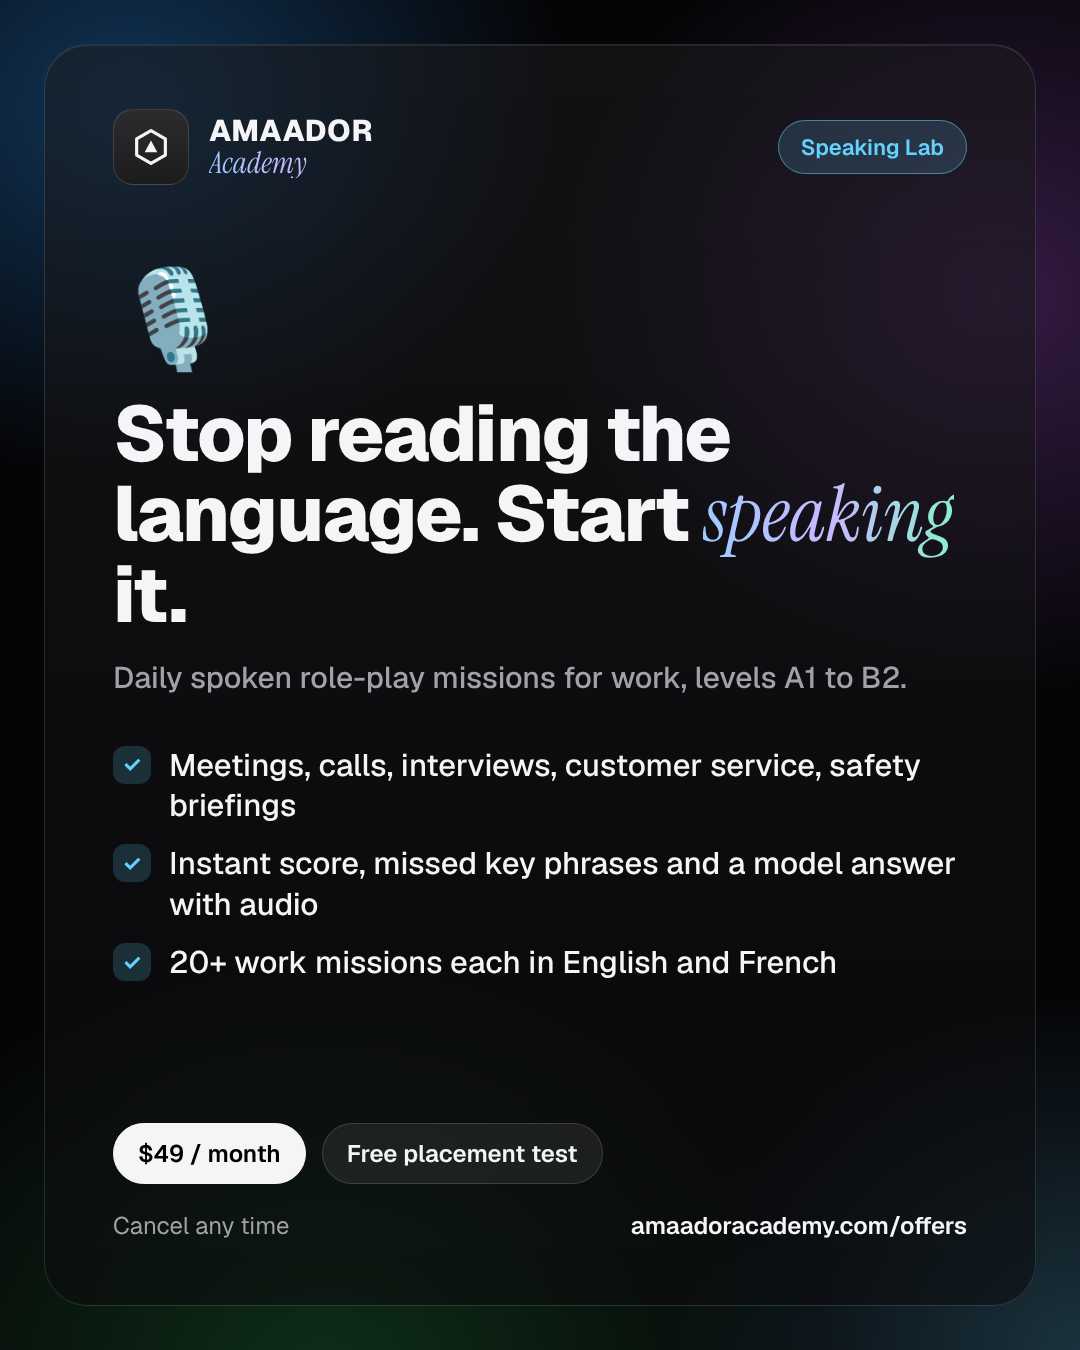 AMAADOR
Academy
Speaking Lab
Stop reading the
language. Start speaking
it.
Daily spoken role-play missions for work, levels A1 to B2.
Meetings, calls, interviews, customer service, safety
briefings
Instant score, missed key phrases and a model answer
with audio
20+ work missions each in English and French
$49 / month
Free placement test
Cancel any time
amaadoracademy.com/offers